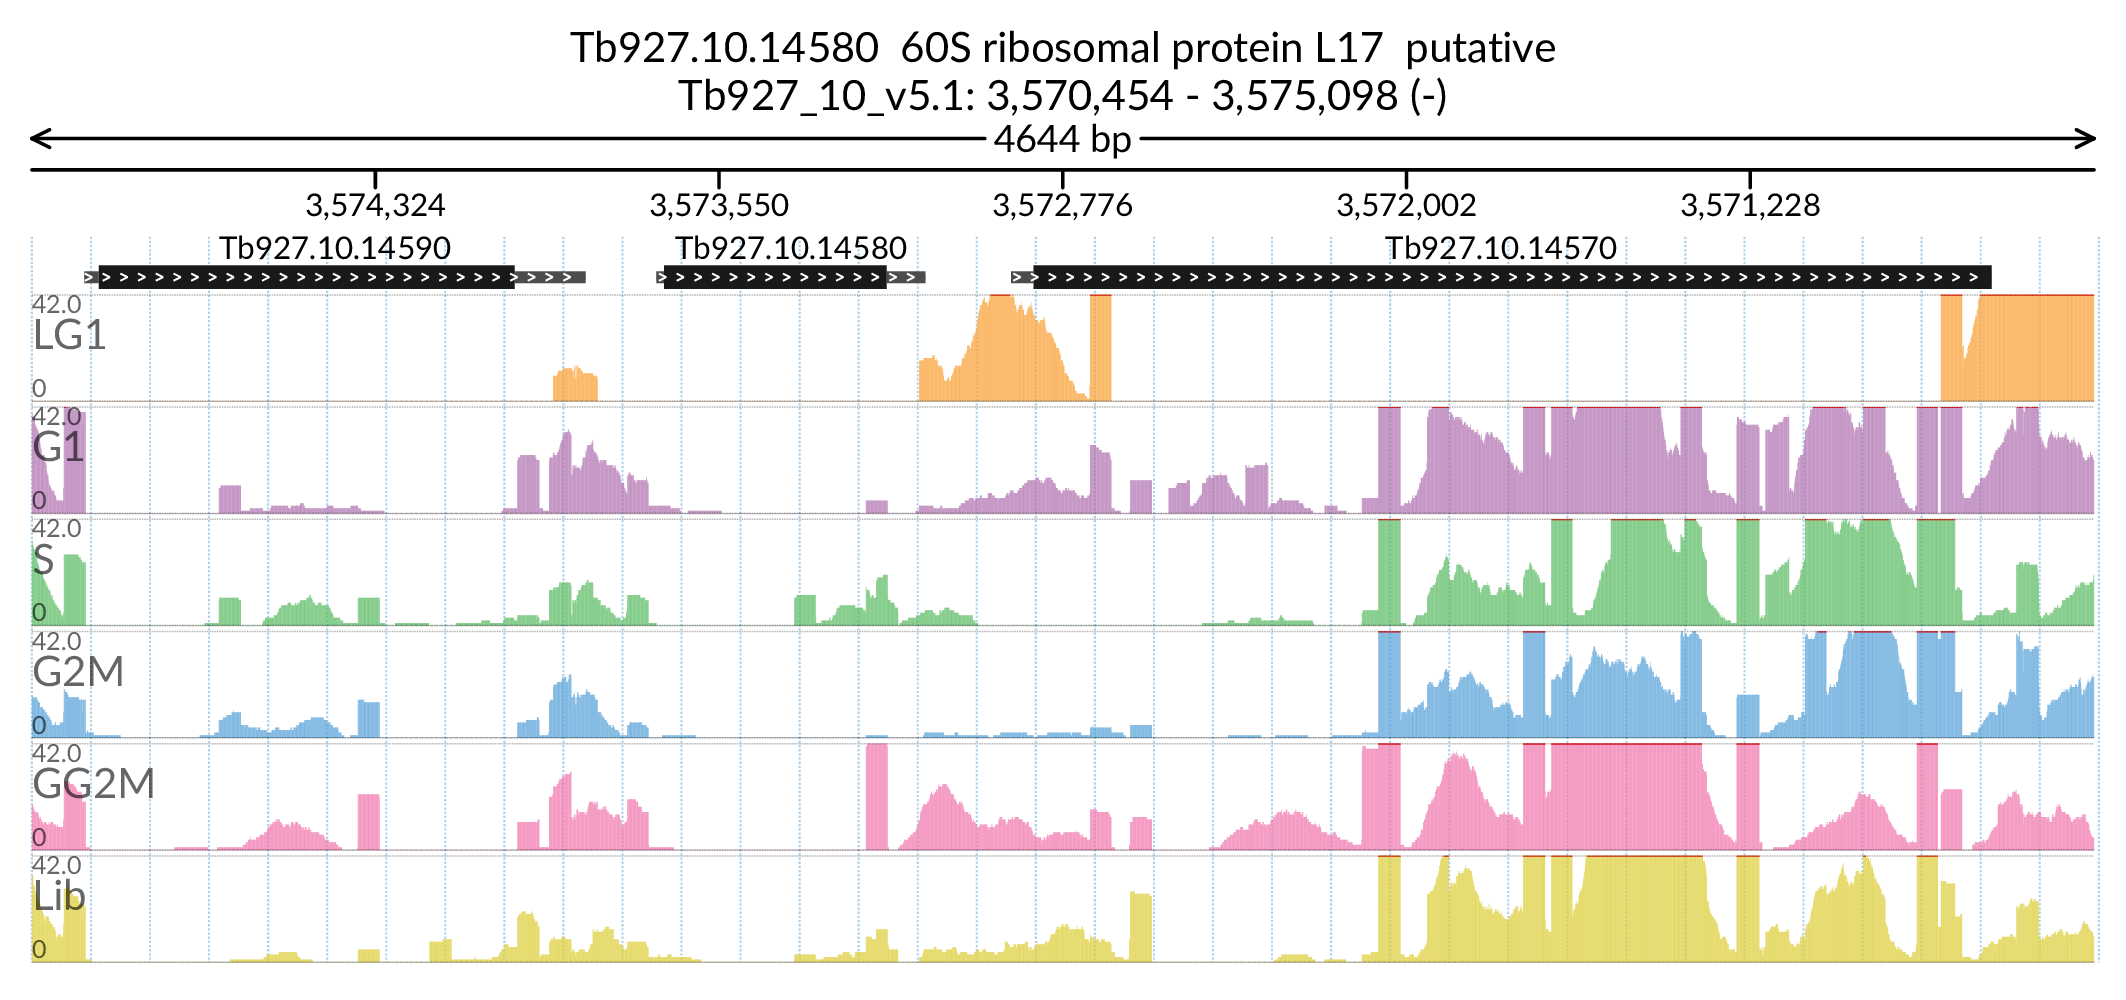 Tb927.10.14580  60S ribosomal protein L17  putative
Tb927_10_v5.1: 3,570,454 - 3,575,098 (-)
4644 bp
3,574,324 3,573,550 3,572,776 3,572,002 3,571,228
Tb927.10.14590 Tb927.10.14580 Tb927.10.14570
42.0
LG1
0
42.0
G1
0
42.0
S
0
42.0
G2M
0
42.0
GG2M
0
42.0
Lib
0